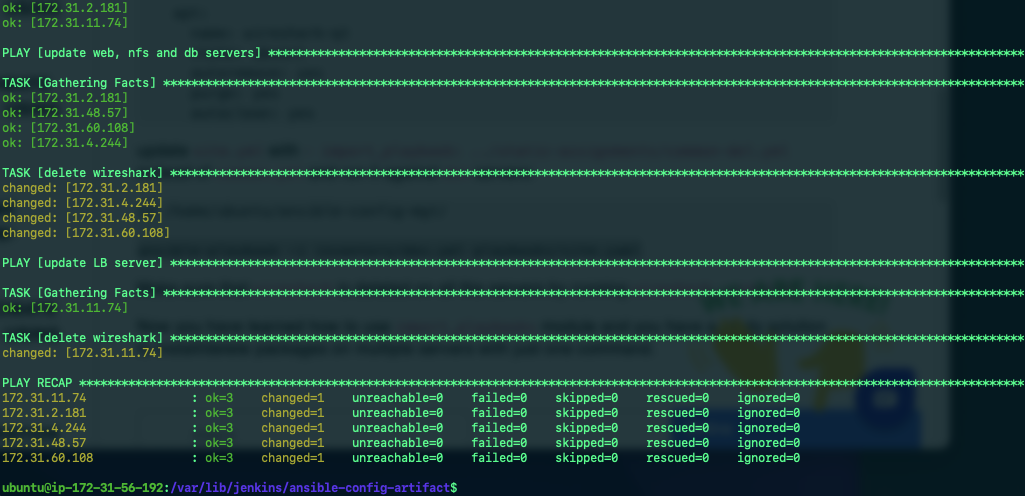 ok: [172.31.2.181]
ok: [172.31.11.74]
PLAY [update web, nfs and db servers] *********************************************************************************************************
TASK [Gathering Facts] ************************************************************************************************************************
ok: [172.31.2.181]
ok: [172.31.48.57]
ok: [172.31.60.108]
ok: [172.31.4.244]
TASK [delete wireshark] ***********************************************************************************************************************
changed: [172.31.2.181]
changed: [172.31.4.244]
changed: [172.31.48.57]
changed: [172.31.60.108]
PLAY [update LB server] ***********************************************************************************************************************
TASK [Gathering Facts] ************************************************************************************************************************
ok: [172.31.11.74]
TASK [delete wireshark] ***********************************************************************************************************************
changed: [172.31.11.74]
PLAY RECAP ************************************************************************************************************************************
172.31.11.74 : ok=3 changed=1 unreachable=0 failed=0 skipped=0 rescued=0 ignored=0
172.31.2.181 : ok=3 changed=1 unreachable=0 failed=0 skipped=0 rescued=0 ignored=0
172.31.4.244 : ok=3 changed=1 unreachable=0 failed=0 skipped=0 rescued=0 ignored=0
172.31.48.57 : ok=3 changed=1 unreachable=0 failed=0 skipped=0 rescued=0 ignored=0
172.31.60.108 : ok=3 changed=1 unreachable=0 failed=0 skipped=0 rescued=0 ignored=0
ubuntu@ip-172-31-56-192:/var/lib/jenkins/ansible-config-artifact$